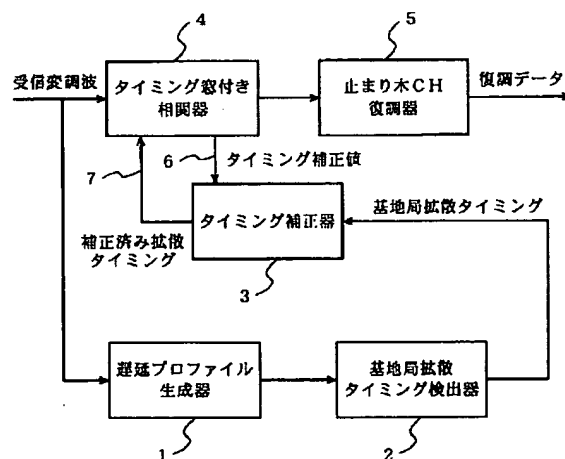 4
5
受信変調波
タイミング窓付き
相関器
止まり木CH
復調器
復調データ
7
6
タイミング補正値
タイミング補正器
基地局拡散タイミング
補正済み拡散
タイミング
3
遅延プロファイル
生成器
基地局拡散
タイミング検出器
1
2